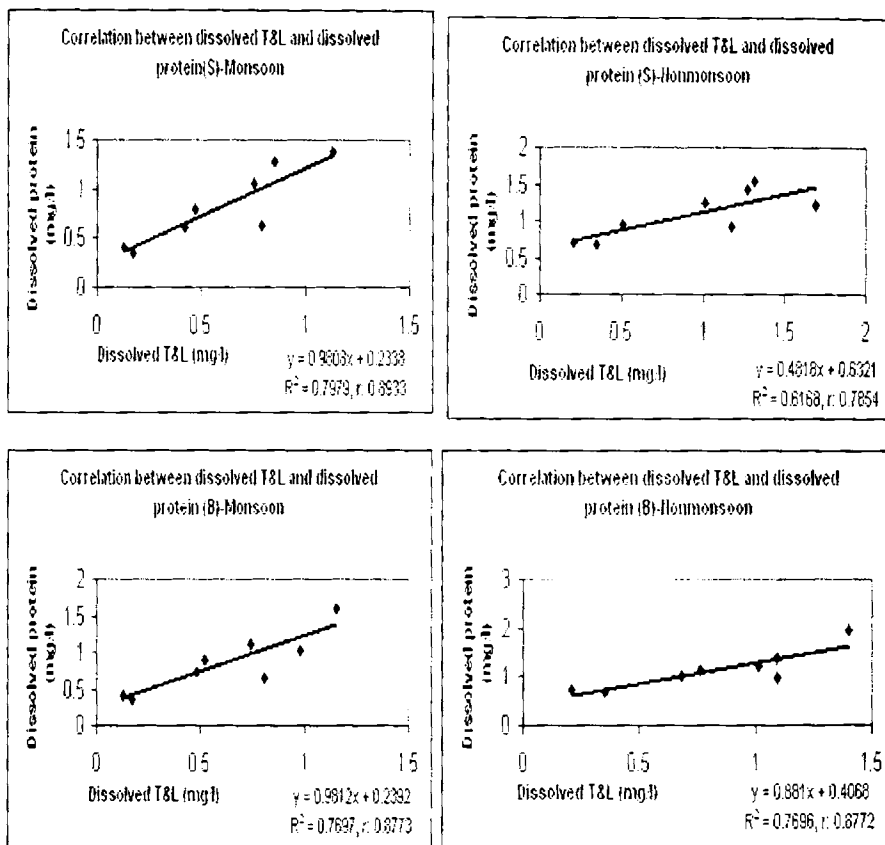 Correlation between dissolved T&L and dissolved
protein(S)-Monsoon
Dissolved protein
(mg/l)
1.5
1
0.5
0
0
0.5
1
1.5
Dissolved T&L (mg/l)
y = 0.9806x + 0.2338
R² = 0.7979, r: 0.8933
Correlation between dissolved T&L and dissolved
protein (S)-Nonmonsoon
Dissolved protein
(mg/l)
2
1.5
1
0.5
0
0
0.5
1
1.5
2
Dissolved T&L (mg/l)
y = 0.4818x + 0.6321
R² = 0.6168, r: 0.7854
Correlation between dissolved T&L and dissolved
protein (B)-Monsoon
Dissolved protein
(mg/l)
2
1.5
1
0.5
0
0
0.5
1
1.5
Dissolved T&L (mg/l)
y = 0.9812x + 0.2392
R² = 0.7697, r: 0.8773
Correlation between dissolved T&L and dissolved
protein (B)-Nonmonsoon
Dissolved protein
(mg/l)
3
2
1
0
0
0.5
1
1.5
Dissolved T&L (mg/l)
y = 0.881x + 0.4068
R² = 0.7696, r: 0.8772